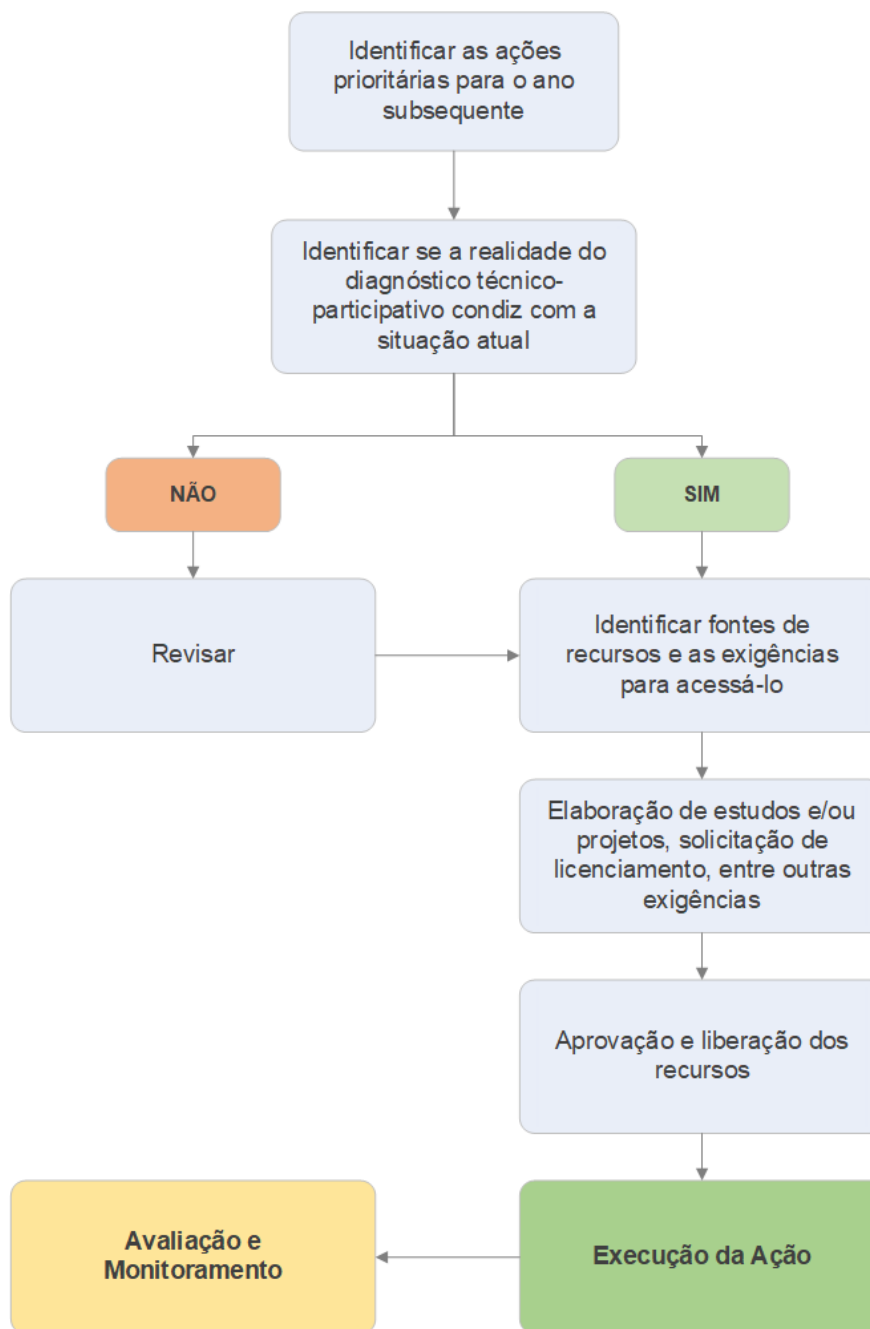 Identificar as ações
prioritárias para o ano
subsequente
Identificar se a realidade do
diagnóstico técnico-
participativo condiz com a
situação atual
NÃO
SIM
Revisar
Identificar fontes de
recursos e as exigências
para acessá-lo
Elaboração de estudos e/ou
projetos, solicitação de
licenciamento, entre outras
exigências
Aprovação e liberação dos
recursos
Avaliação e
Monitoramento
Execução da Ação